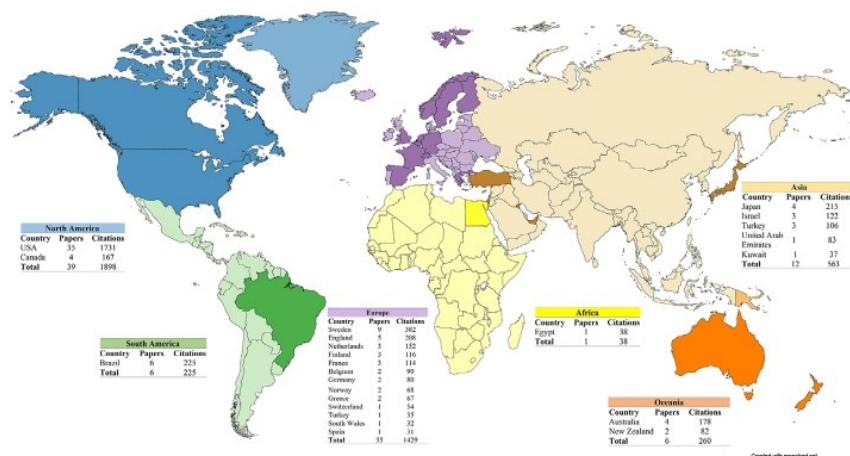 North America
Country Papers Citations
USA 35 1731
Canada 4 167
Total 39 1898
South America
Country Papers Citations
Brazil 6 225
Total 6 225
Europe
Country Papers Citations
Sweden 9 382
England 5 208
Netherlands 3 152
Finland 3 116
France 3 114
Belgium 2 90
Germany 2 80
Norway 2 68
Greece 2 67
Switzerland 1 54
Turkey 1 35
South Wales 1 32
Spain 1 31
Total 35 1429
Africa
Country Papers Citations
Egypt 1 38
Total 1 38
Asia
Country Papers Citations
Japan 4 215
Israel 3 122
Turkey 3 106
United Arab
Emirates 1 83
Kuwait 1 37
Total 12 563
Oceania
Country Papers Citations
Australia 4 178
New Zealand 2 82
Total 6 260